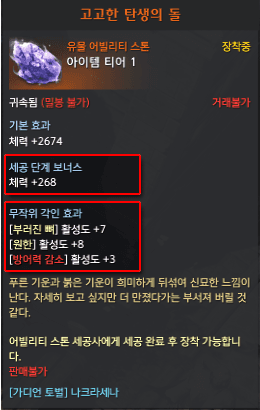 고고한 탄생의 돌
유물 어빌리티 스톤
장착중
아이템 티어 1
귀속됨 (밀봉 불가)
거래불가
기본 효과
체력 +2674
세공 단계 보너스
체력 +268
무작위 각인 효과
[부러진 뼈] 활성도 +7
[원한] 활성도 +8
[방어력 감소] 활성도 +3
푸른 기운과 붉은 기운이 희미하게 뒤섞여 신묘한 느낌이
난다. 자세히 보고 싶지만 더 만졌다가는 부서져 버릴 것
같다.
어빌리티 스톤 세공사에게 세공 완료 후 장착 가능합니
다.
판매불가
[가디언 토벌] 나크라세나